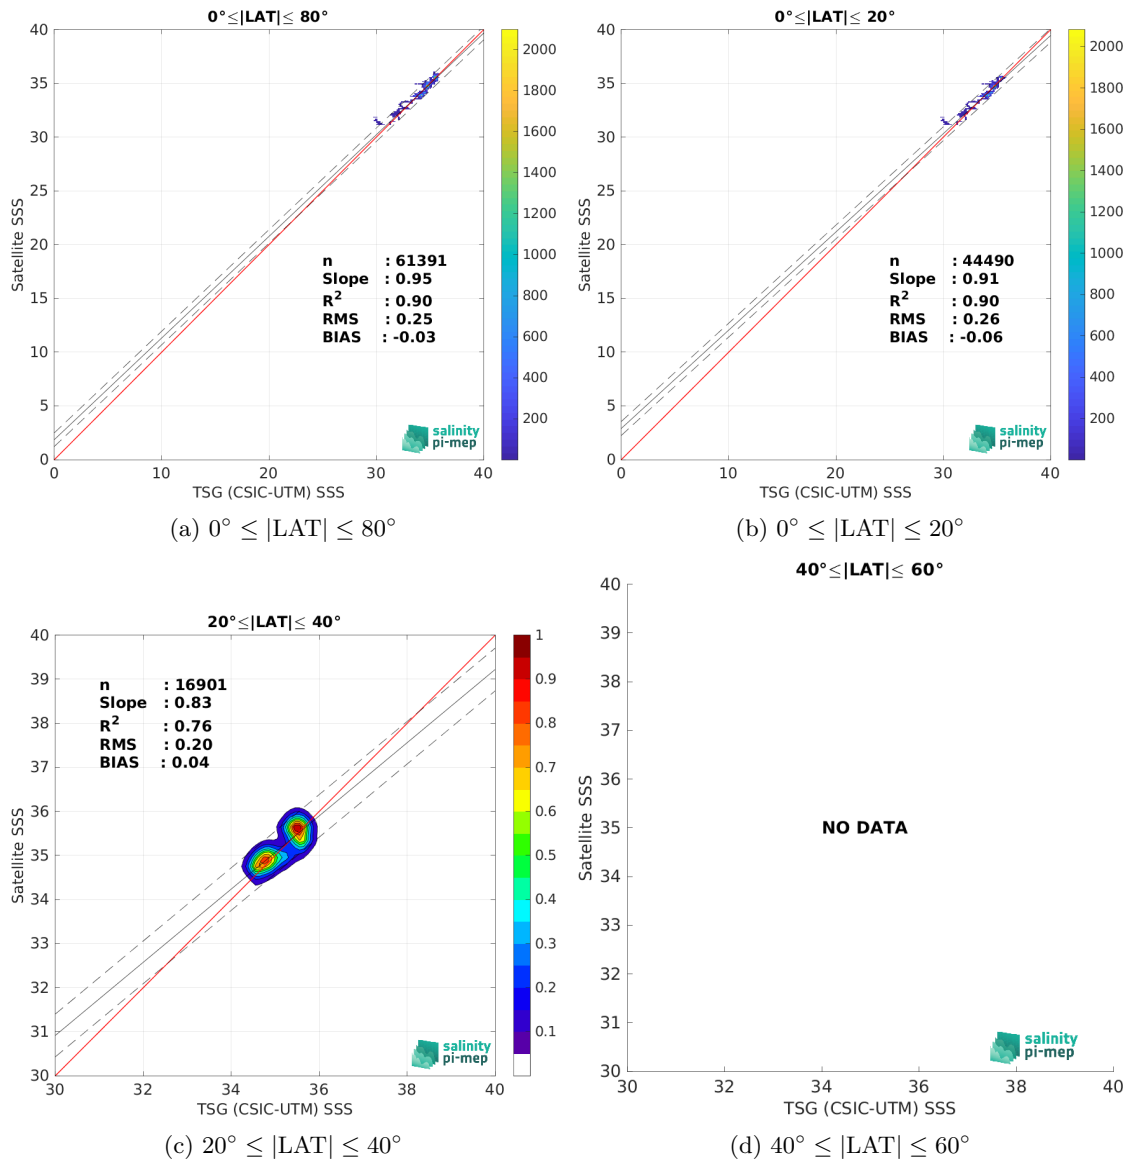 0°≤|LAT|≤ 80°
40
35
30
25
20
15
10
5
0
0
10
20
30
40
Satellite SSS
TSG (CSIC-UTM) SSS
n : 61391
Slope : 0.95
R² : 0.90
RMS : 0.25
BIAS : -0.03
salinity
pi-mep
2000
1800
1600
1400
1200
1000
800
600
400
200
(a) 0° ≤ |LAT| ≤ 80°
0°≤|LAT|≤ 20°
40
35
30
25
20
15
10
5
0
0
10
20
30
40
Satellite SSS
TSG (CSIC-UTM) SSS
n : 44490
Slope : 0.91
R² : 0.90
RMS : 0.26
BIAS : -0.06
salinity
pi-mep
2000
1800
1600
1400
1200
1000
800
600
400
200
(b) 0° ≤ |LAT| ≤ 20°
20°≤|LAT|≤ 40°
40
39
38
37
36
35
34
33
32
31
30
30
32
34
36
38
40
Satellite SSS
TSG (CSIC-UTM) SSS
n : 16901
Slope : 0.83
R² : 0.76
RMS : 0.20
BIAS : 0.04
salinity
pi-mep
1
0.9
0.8
0.7
0.6
0.5
0.4
0.3
0.2
0.1
(c) 20° ≤ |LAT| ≤ 40°
40°≤|LAT|≤ 60°
40
39
38
37
36
35
34
33
32
31
30
30
32
34
36
38
40
Satellite SSS
TSG (CSIC-UTM) SSS
NO DATA
salinity
pi-mep
(d) 40° ≤ |LAT| ≤ 60°